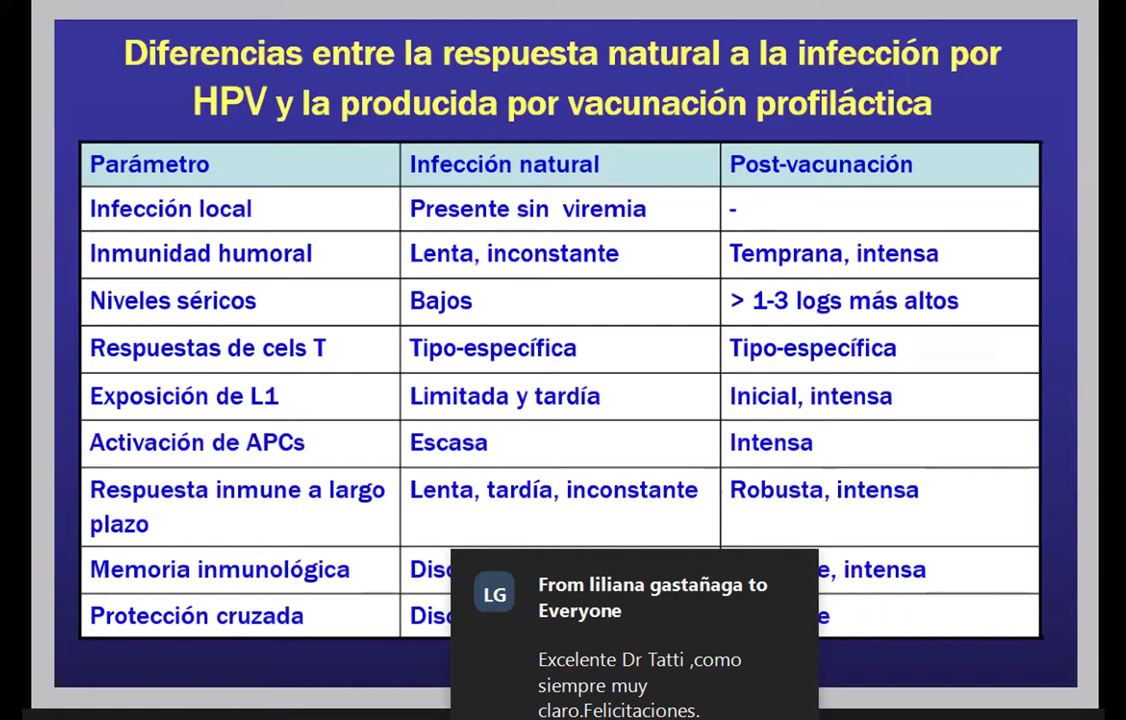 Diferencias entre la respuesta natural a la infección por
HPV y la producida por vacunación profiláctica
Parámetro Infección natural Post-vacunación
Infección local Presente sin viremia -
Inmunidad humoral Lenta, inconstante Temprana, intensa
Niveles séricos Bajos > 1-3 logs más altos
Respuestas de cels T Tipo-específica Tipo-específica
Exposición de L1 Limitada y tardía Inicial, intensa
Activación de APCs Escasa Intensa
Respuesta inmune a largo Lenta, tardía, inconstante Robusta, intensa
plazo
Memoria inmunológica intensa
Protección cruzada
LG
From liliana gastañaga to
Everyone
Excelente Dr Tatti ,como
siempre muy
claro.Felicitaciones.